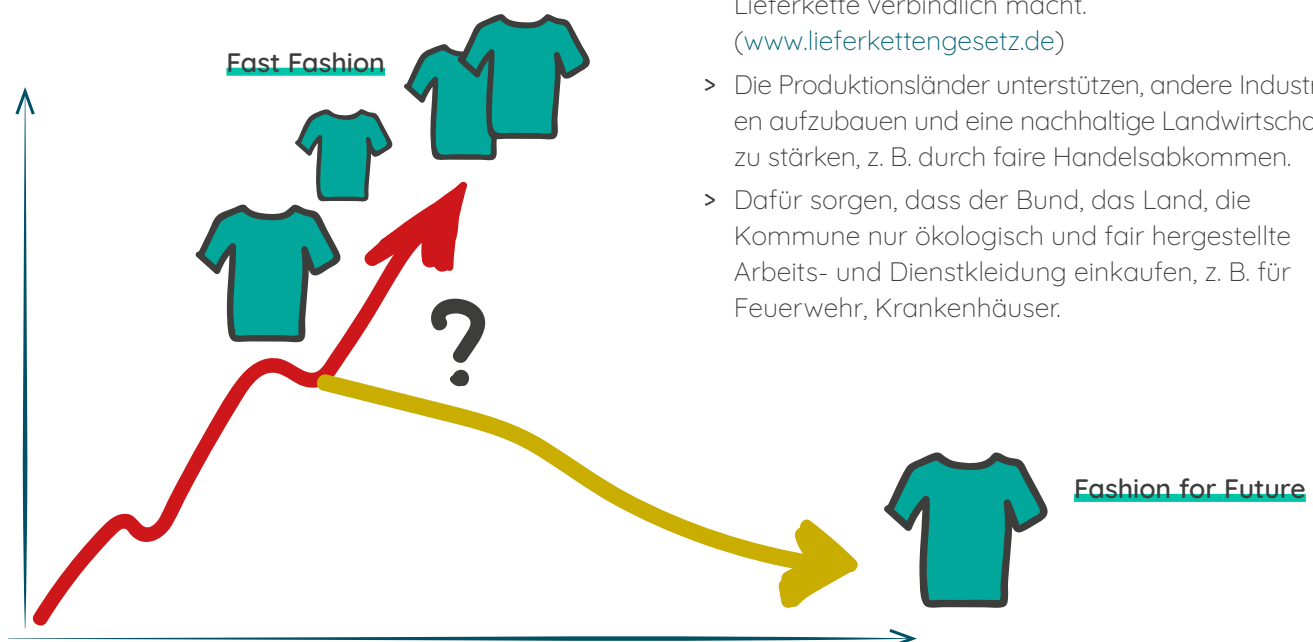 Lieferkette verbindlich macht.
(www.lieferkettengesetz.de)
> Die Produktionsländer unterstützen, andere Industri
en aufzubauen und eine nachhaltige Landwirtscha
zu stärken, z. B. durch faire Handelsabkommen.
> Dafür sorgen, dass der Bund, das Land, die
Kommune nur ökologisch und fair hergestellte
Arbeits- und Dienstkleidung einkaufen, z. B. für
Feuerwehr, Krankenhäuser.
Fast Fashion
?
Fashion for Future